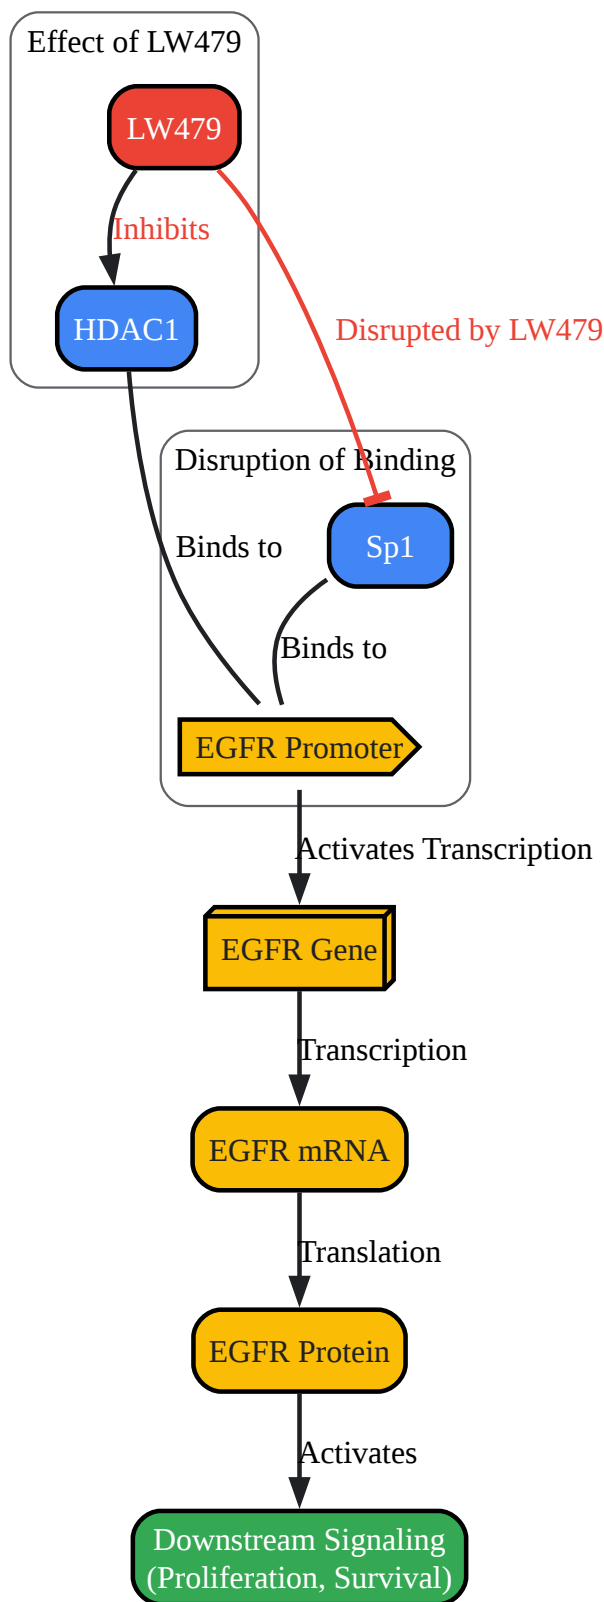 Effect of LW479
LW479
Inhibits
HDAC1
Disrupted by LW479
Disruption of Binding
Binds to
Sp1
Binds to
EGFR Promoter
Activates Transcription
EGFR Gene
Transcription
EGFR mRNA
Translation
EGFR Protein
Activates
Downstream Signaling
(Proliferation, Survival)